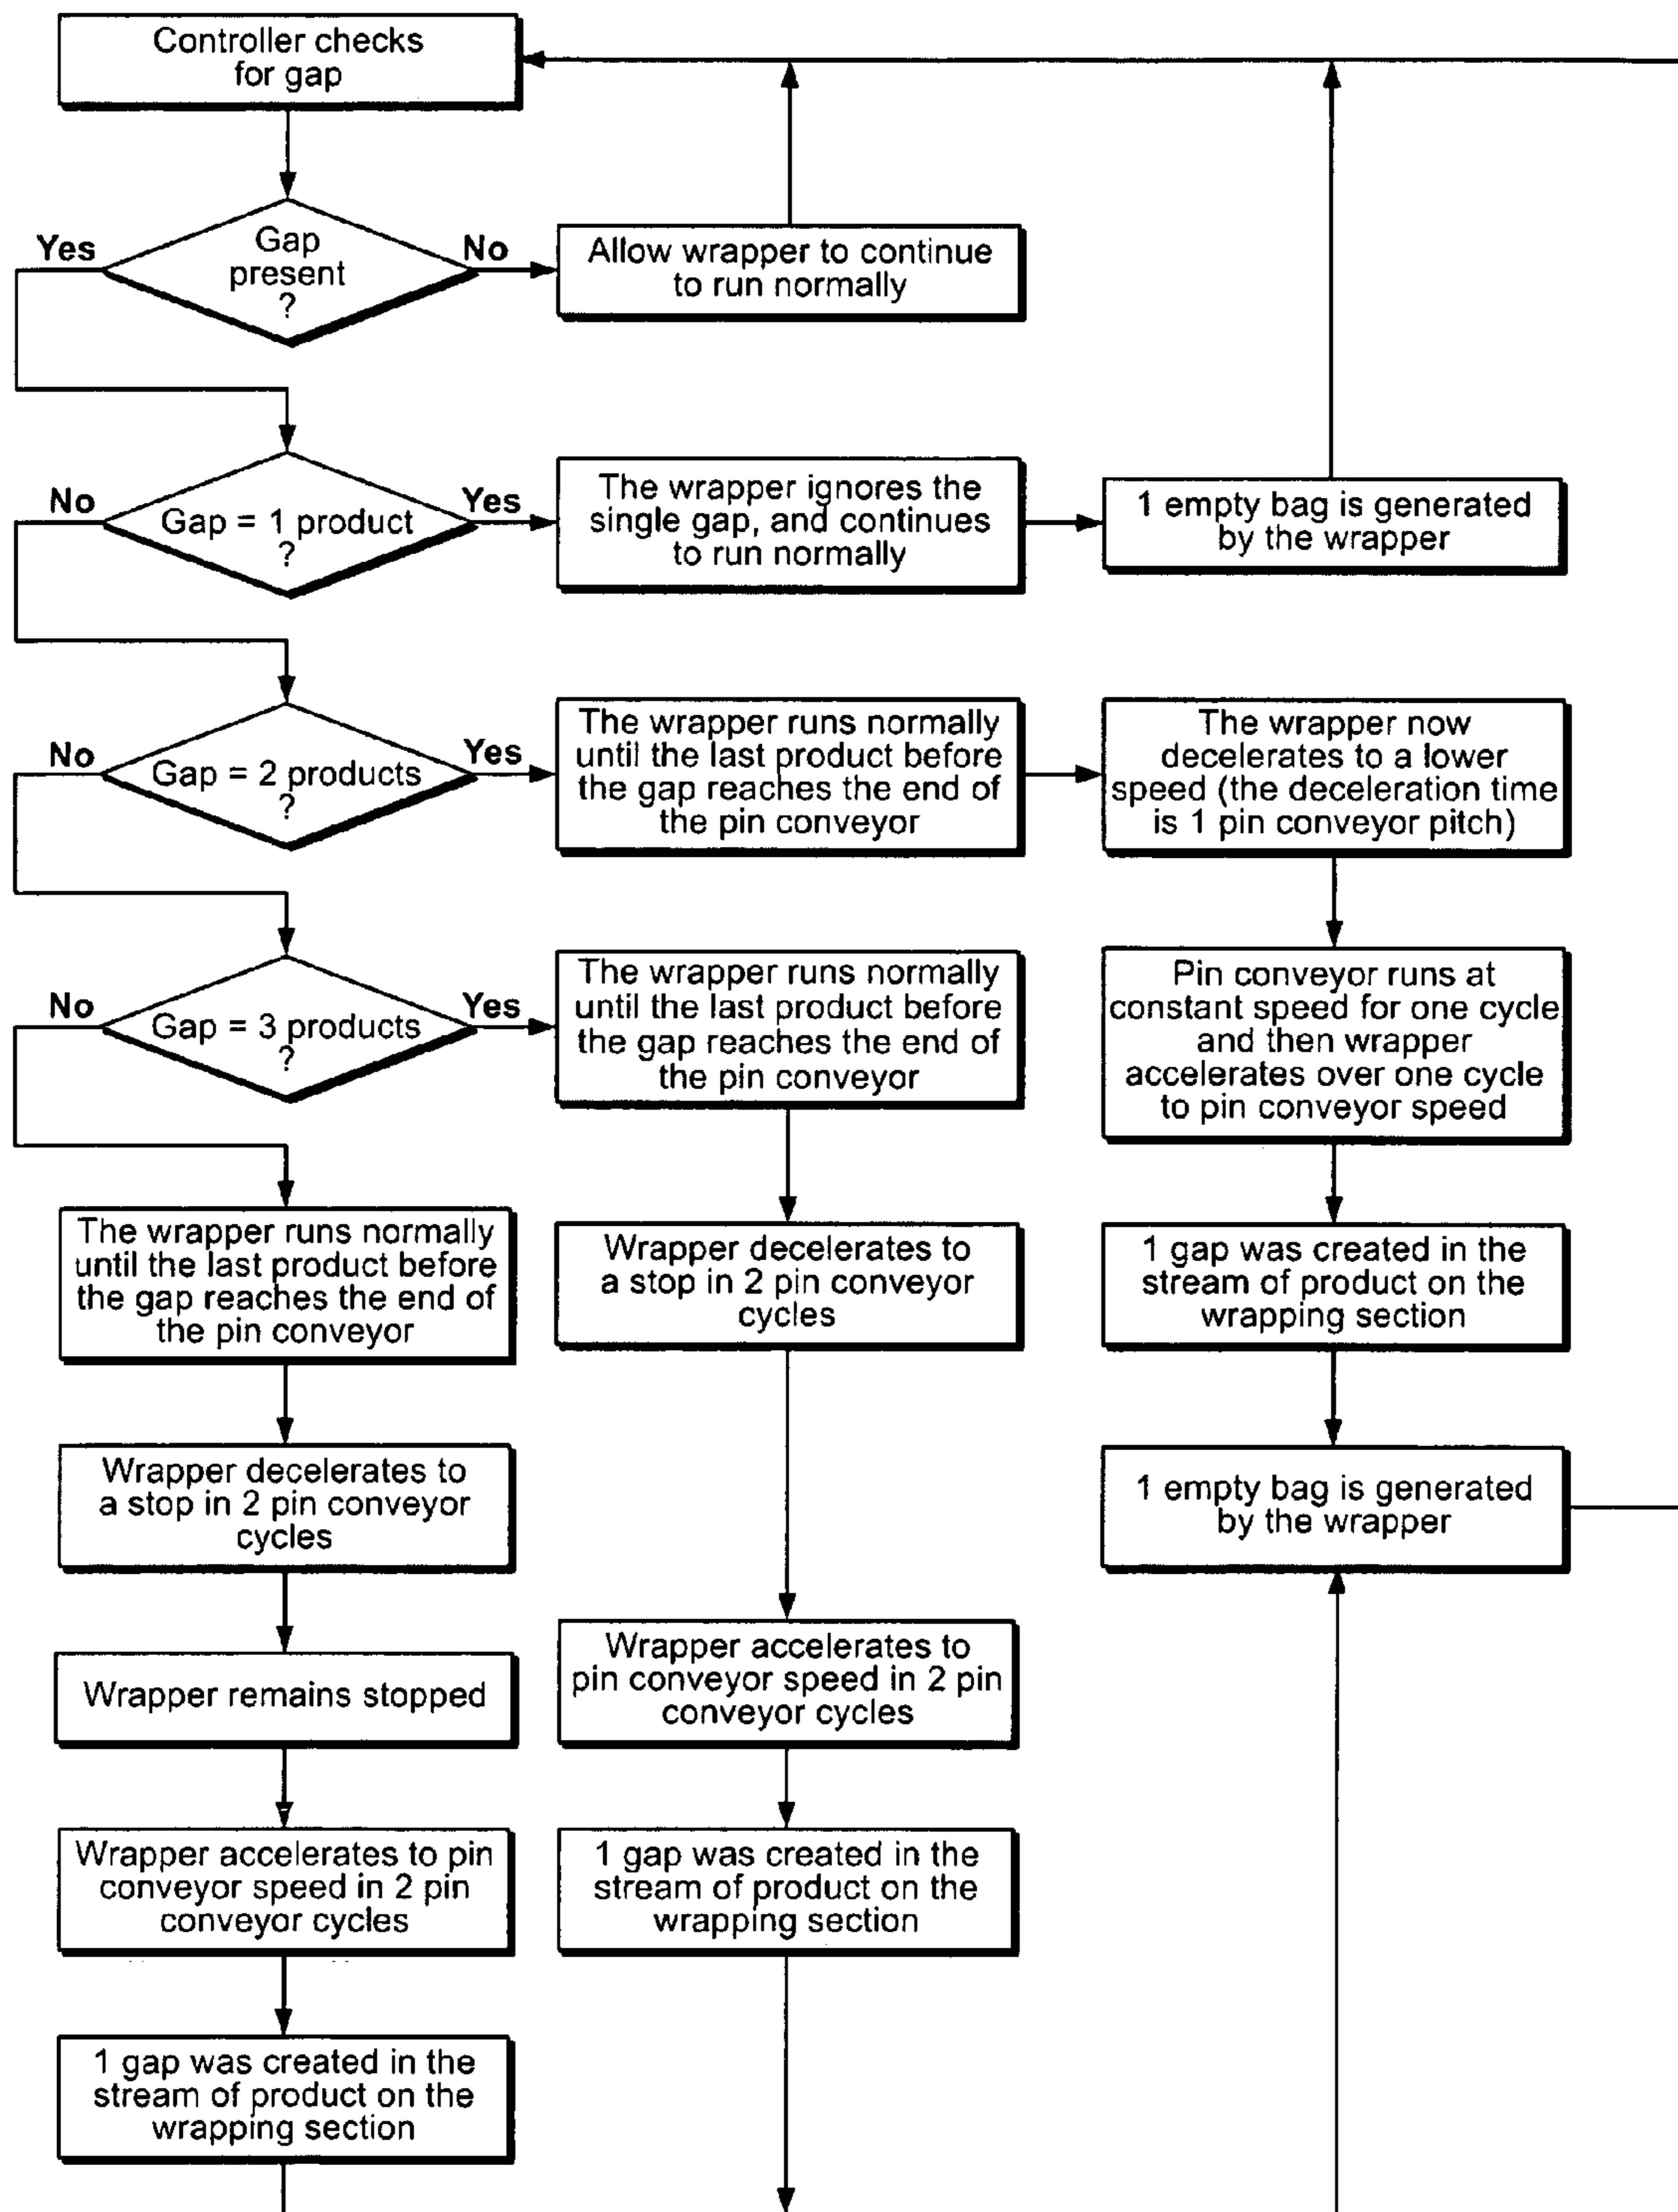 Controller checks
for gap
Yes
Gap
present
?
No
Allow wrapper to continue
to run normally
No
Gap = 1 product
?
Yes
The wrapper ignores the
single gap, and continues
to run normally
1 empty bag is generated
by the wrapper
No
Gap = 2 products
?
Yes
The wrapper runs normally
until the last product before
the gap reaches the end of
the pin conveyor
The wrapper now
decelerates to a lower
speed (the deceleration time
is 1 pin conveyor pitch)
No
Gap = 3 products
?
Yes
The wrapper runs normally
until the last product before
the gap reaches the end of
the pin conveyor
Pin conveyor runs at
constant speed for one cycle
and then wrapper
accelerates over one cycle
to pin conveyor speed
The wrapper runs normally
until the last product before
the gap reaches the end of
the pin conveyor
Wrapper decelerates to
a stop in 2 pin conveyor
cycles
1 gap was created in the
stream of product on the
wrapping section
Wrapper decelerates to
a stop in 2 pin conveyor
cycles
1 empty bag is generated
by the wrapper
Wrapper remains stopped
Wrapper accelerates to
pin conveyor speed in 2 pin
conveyor cycles
Wrapper accelerates to pin
conveyor speed in 2 pin
conveyor cycles
1 gap was created in the
stream of product on the
wrapping section
1 gap was created in the
stream of product on the
wrapping section